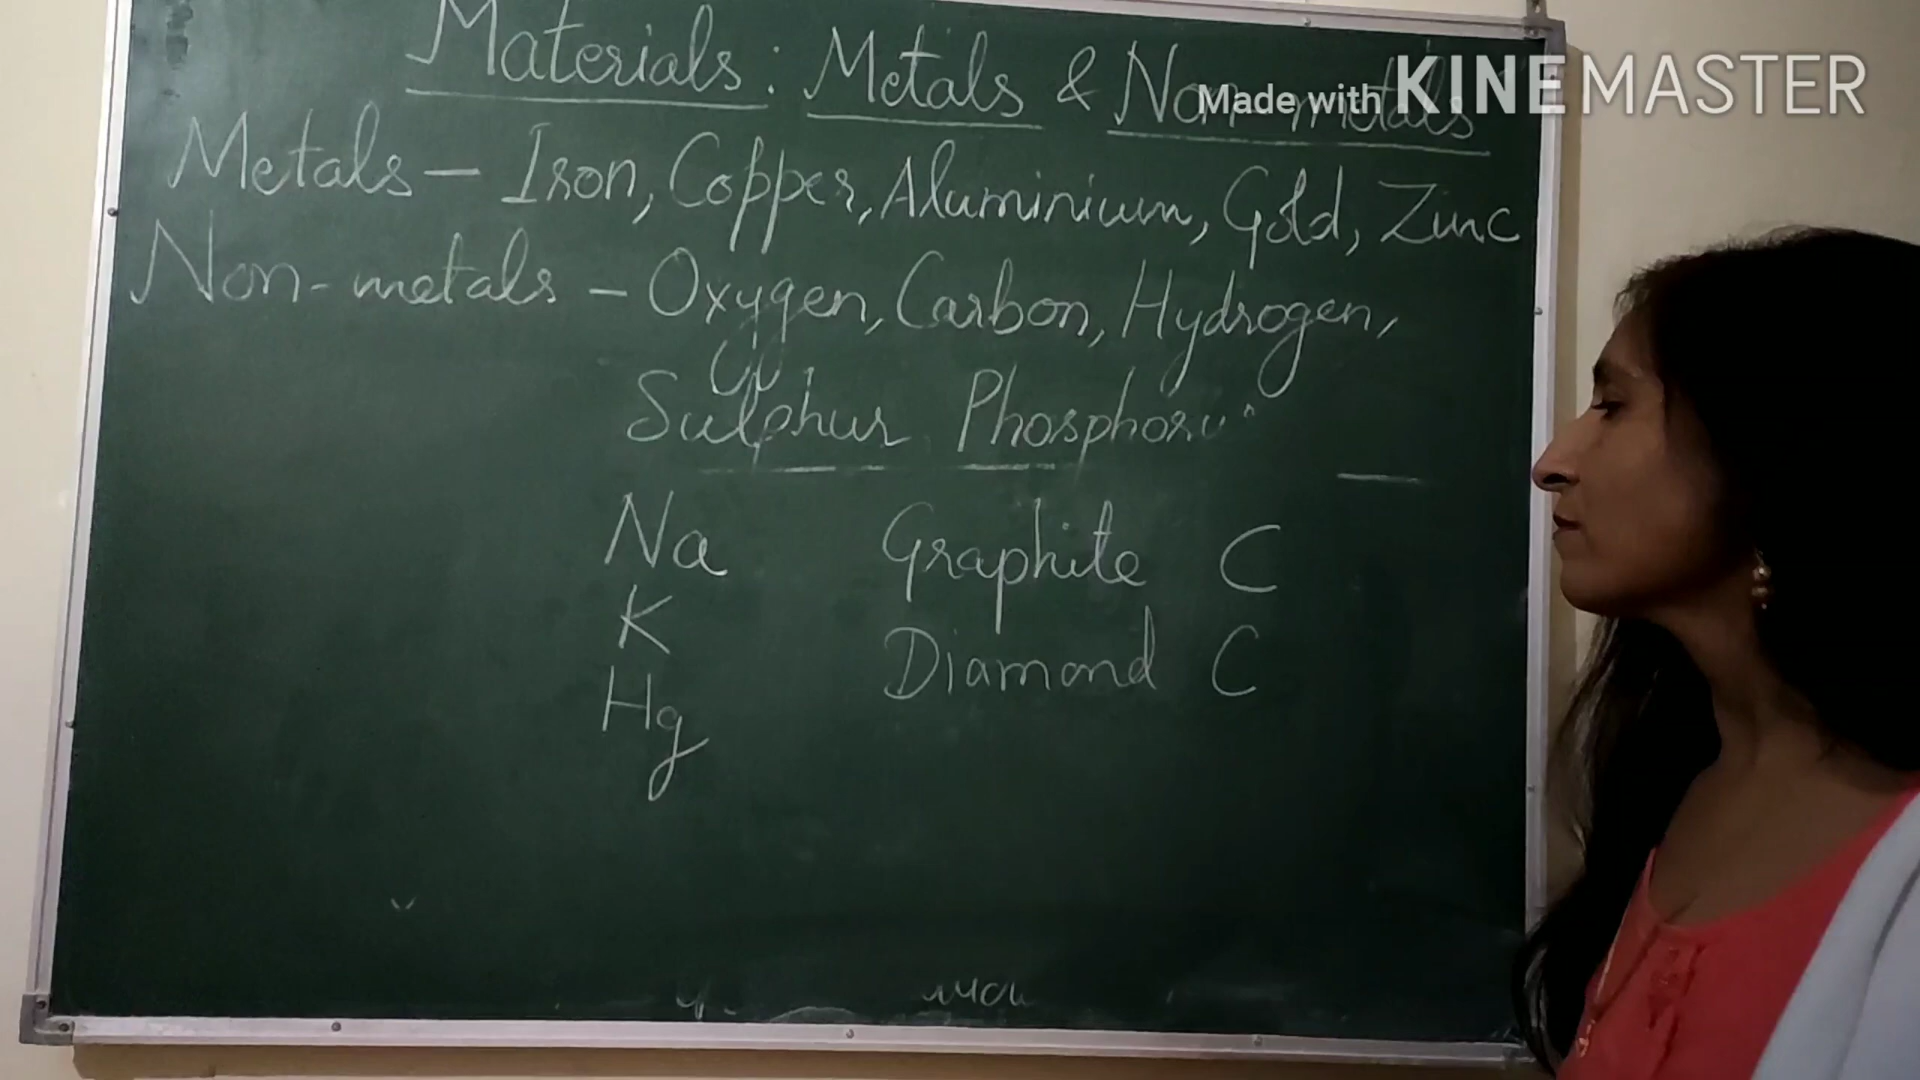 Materials: Metals & Non-metals
Made with KINEMASTER
Metals - Iron, Copper, Aluminium, Gold, Zinc
Non-metals - Oxygen, Carbon, Hydrogen,
Sulphur Phosphorus
Na Graphite C
K
Diamond C
Hg